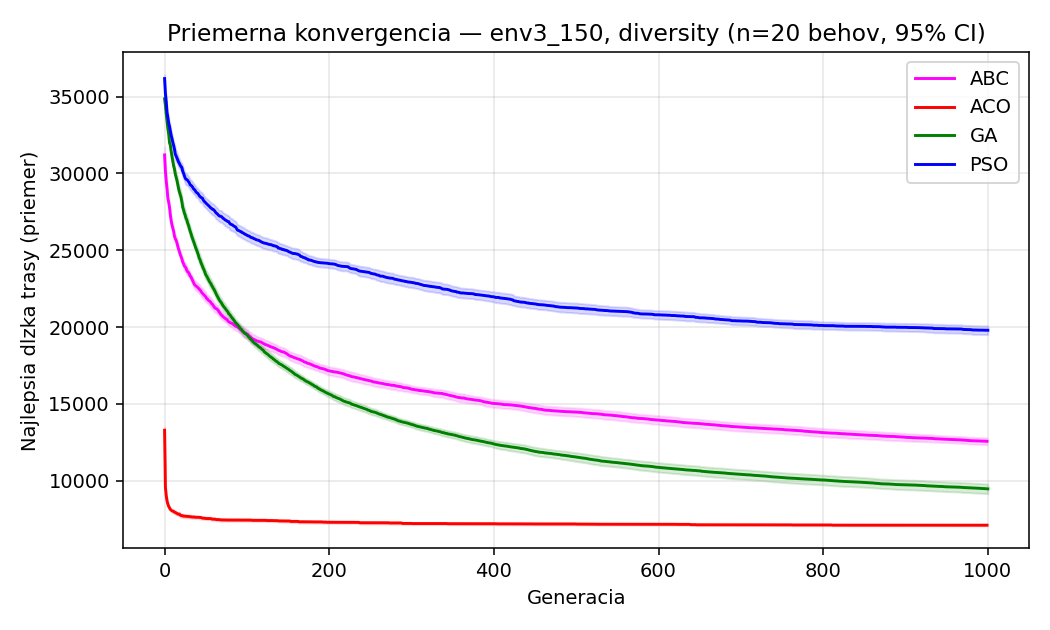 Priemerna konvergencia — env3_150, diversity (n=20 behov, 95% CI)
ABC
ACO
GA
PSO
Najlepsia dlzka trasy (priemer)
35000
30000
25000
20000
15000
10000
0 200 400 600 800 1000
Generacia